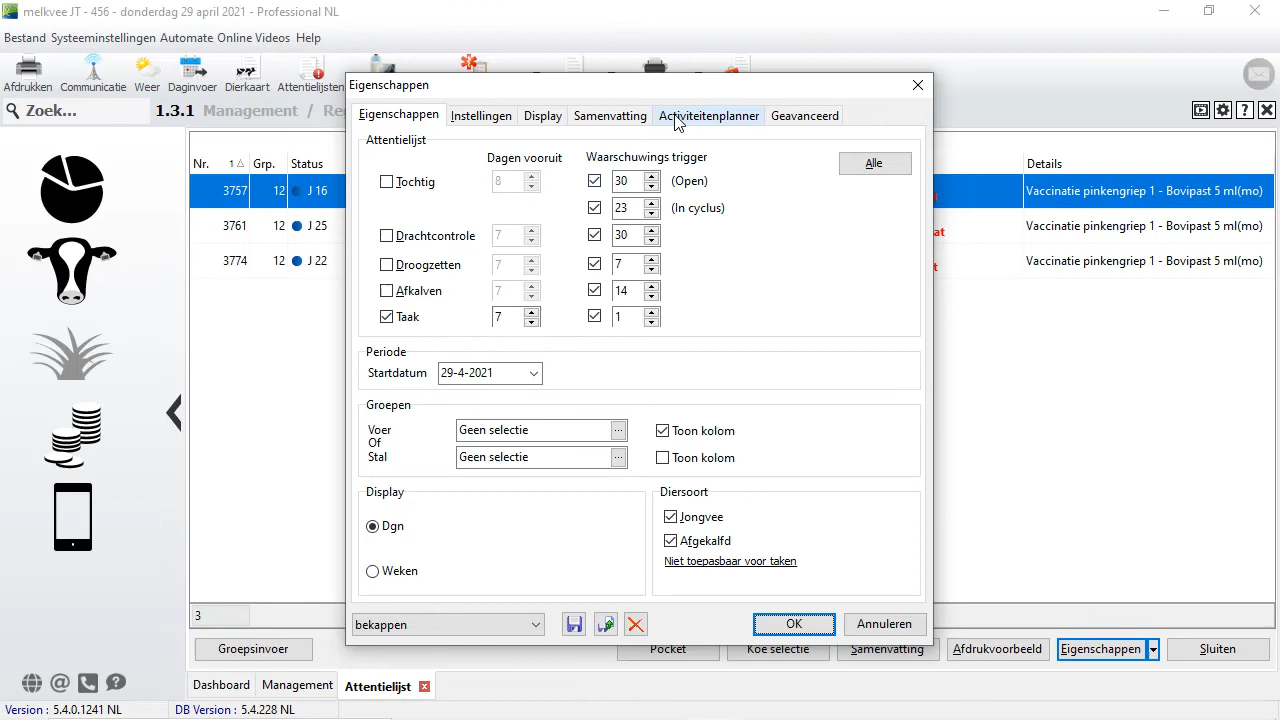 melkvee JT - 456 - donderdag 29 april 2021 - Professional NL
Bestand Systeeminstellingen Automate Online Videos Help
Afdrukken Communicatie Weer Daginvoer Dierkaart Attentielijsten
Zoek... 1.3.1 Management / Re
Nr. 1 Grp. Status Details
3757 12 J 16 Vaccinatie pinkengriep 1 - Bovipast 5 ml(mo)
3761 12 J 25 at Vaccinatie pinkengriep 1 - Bovipast 5 ml(mo)
3774 12 J 22 t Vaccinatie pinkengriep 1 - Bovipast 5 ml(mo)
Eigenschappen
Eigenschappen Instellingen Display Samenvatting Activiteitenplanner Geavanceerd
Attentielijst
Dagen vooruit Waarschuwings trigger Alle
Tochtig 8 30 (Open)
23 (In cyclus)
Drachtcontrole 7 30
Droogzetten 7 7
Afkalven 7 14
Taak 7 1
Periode
Startdatum 29-4-2021
Groepen
Voer Geen selectie ... Toon kolom
Of
Stal Geen selectie ... Toon kolom
Display Diersoort
Dgn Jongvee
Afgekalfd
Niet toepasbaar voor taken
Weken
bekappen OK Annuleren
3
Groepsinvoer Pocket Koe selectie Samenvatting Afdrukvoorbeeld Eigenschappen Sluiten
Dashboard Management Attentielijst
Version : 5.4.0.1241 NL DB Version : 5.4.228 NL